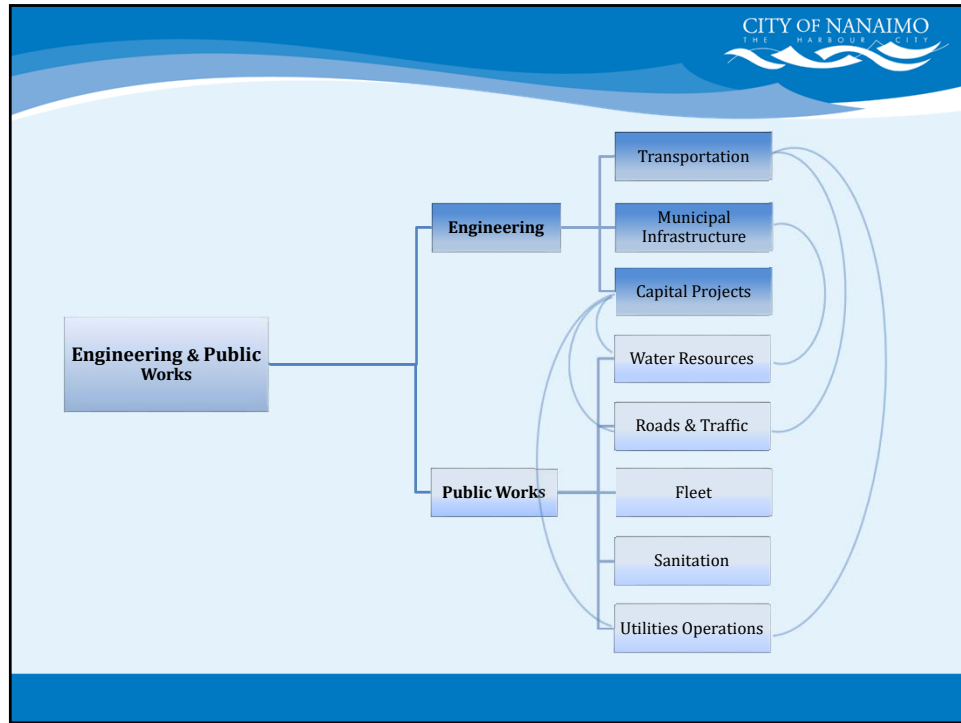 CITY OF NANAIMO
THE HARBOUR CITY
Transportation
Engineering
Municipal
Infrastructure
Capital Projects
Engineering & Public
Works
Water Resources
Roads & Traffic
Public Works
Fleet
Sanitation
Utilities Operations